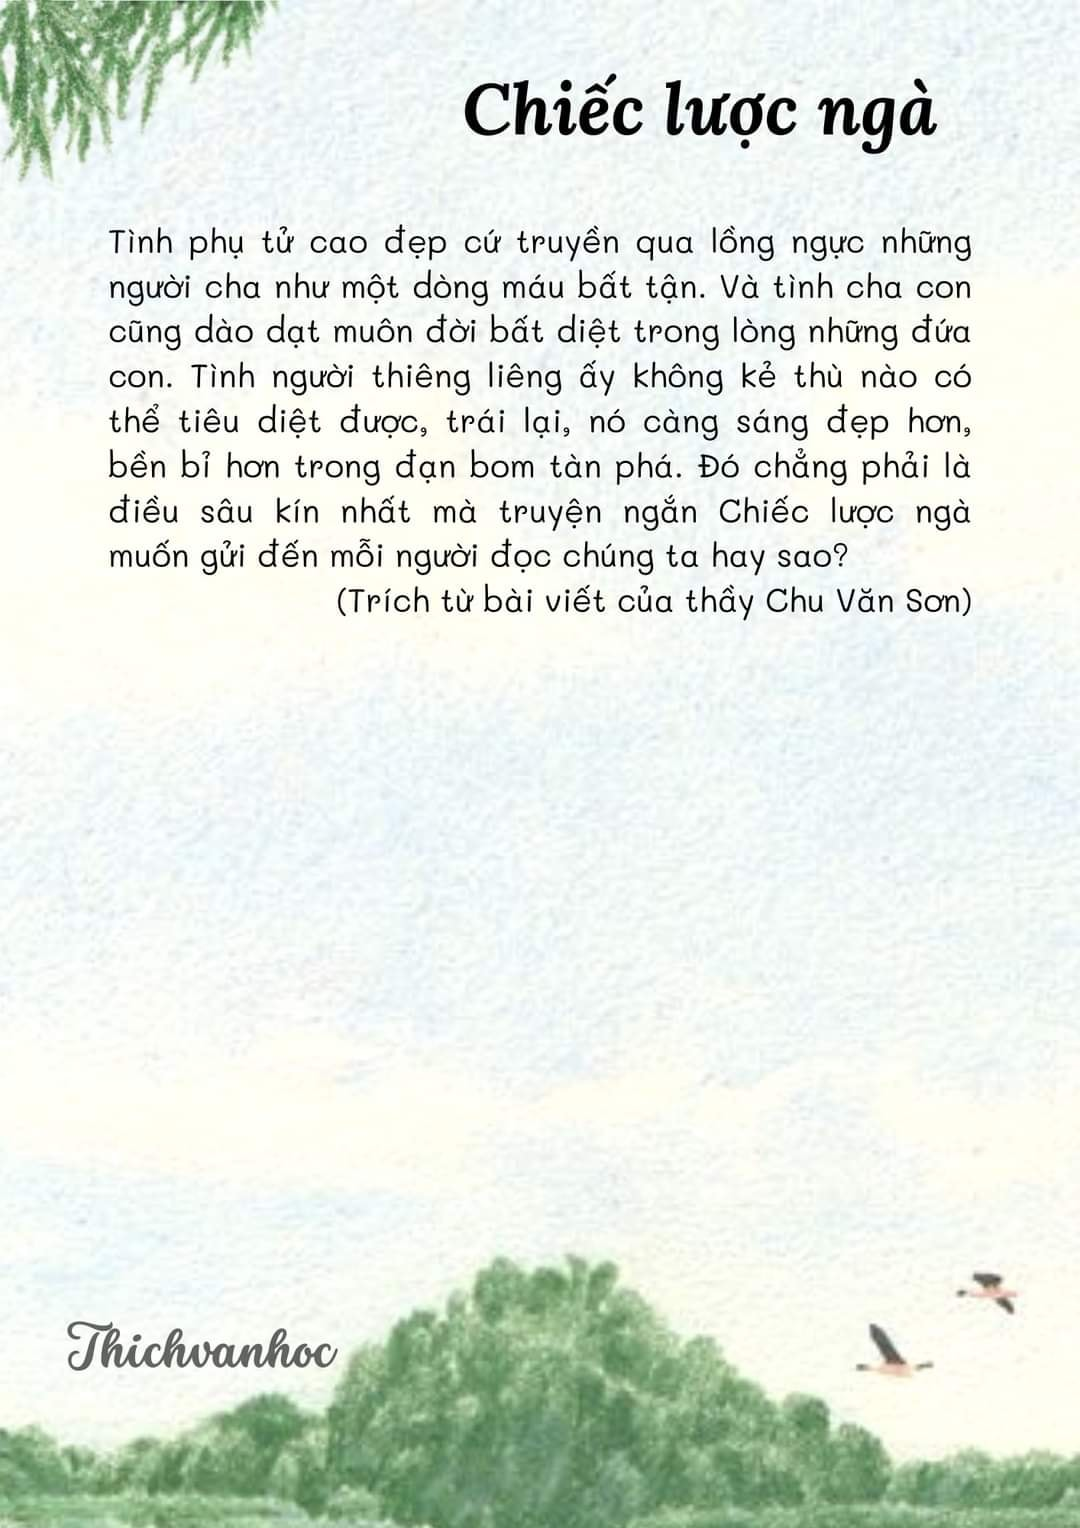 Chiếc lược ngà
Tình phụ tử cao đẹp cứ truyền qua lồng ngực những
người cha như một dòng máu bất tận. Và tình cha con
cũng dào dạt muôn đời bất diệt trong lòng những đứa
con. Tình người thiêng liêng ấy không kẻ thù nào có
thể tiêu diệt được, trái lại, nó càng sáng đẹp hơn,
bền bỉ hơn trong đạn bom tàn phá. Đó chẳng phải là
điều sâu kín nhất mà truyện ngắn Chiếc lược ngà
muốn gửi đến mỗi người đọc chúng ta hay sao?
(Trích từ bài viết của thầy Chu Văn Sơn)
Thichvanhoc